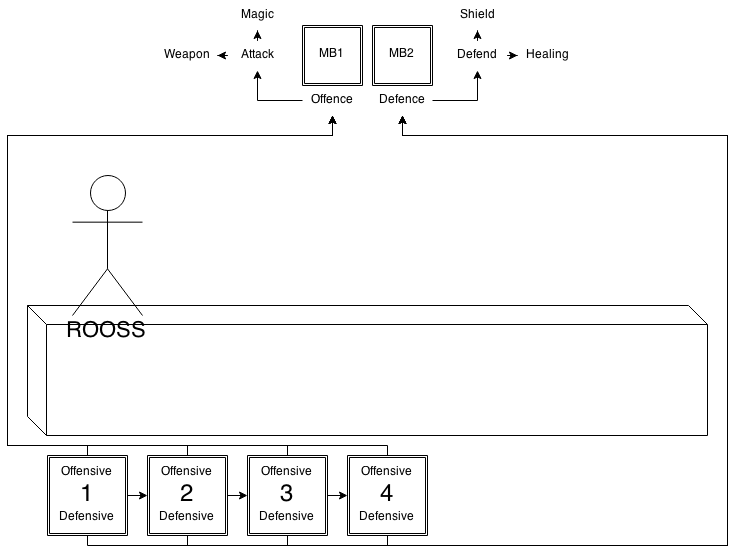 Magic
Shield
Weapon
Attack
MB1
MB2
Defend
Healing
Offence
Defence
ROOSS
Offensive
1
Defensive
Offensive
2
Defensive
Offensive
3
Defensive
Offensive
4
Defensive